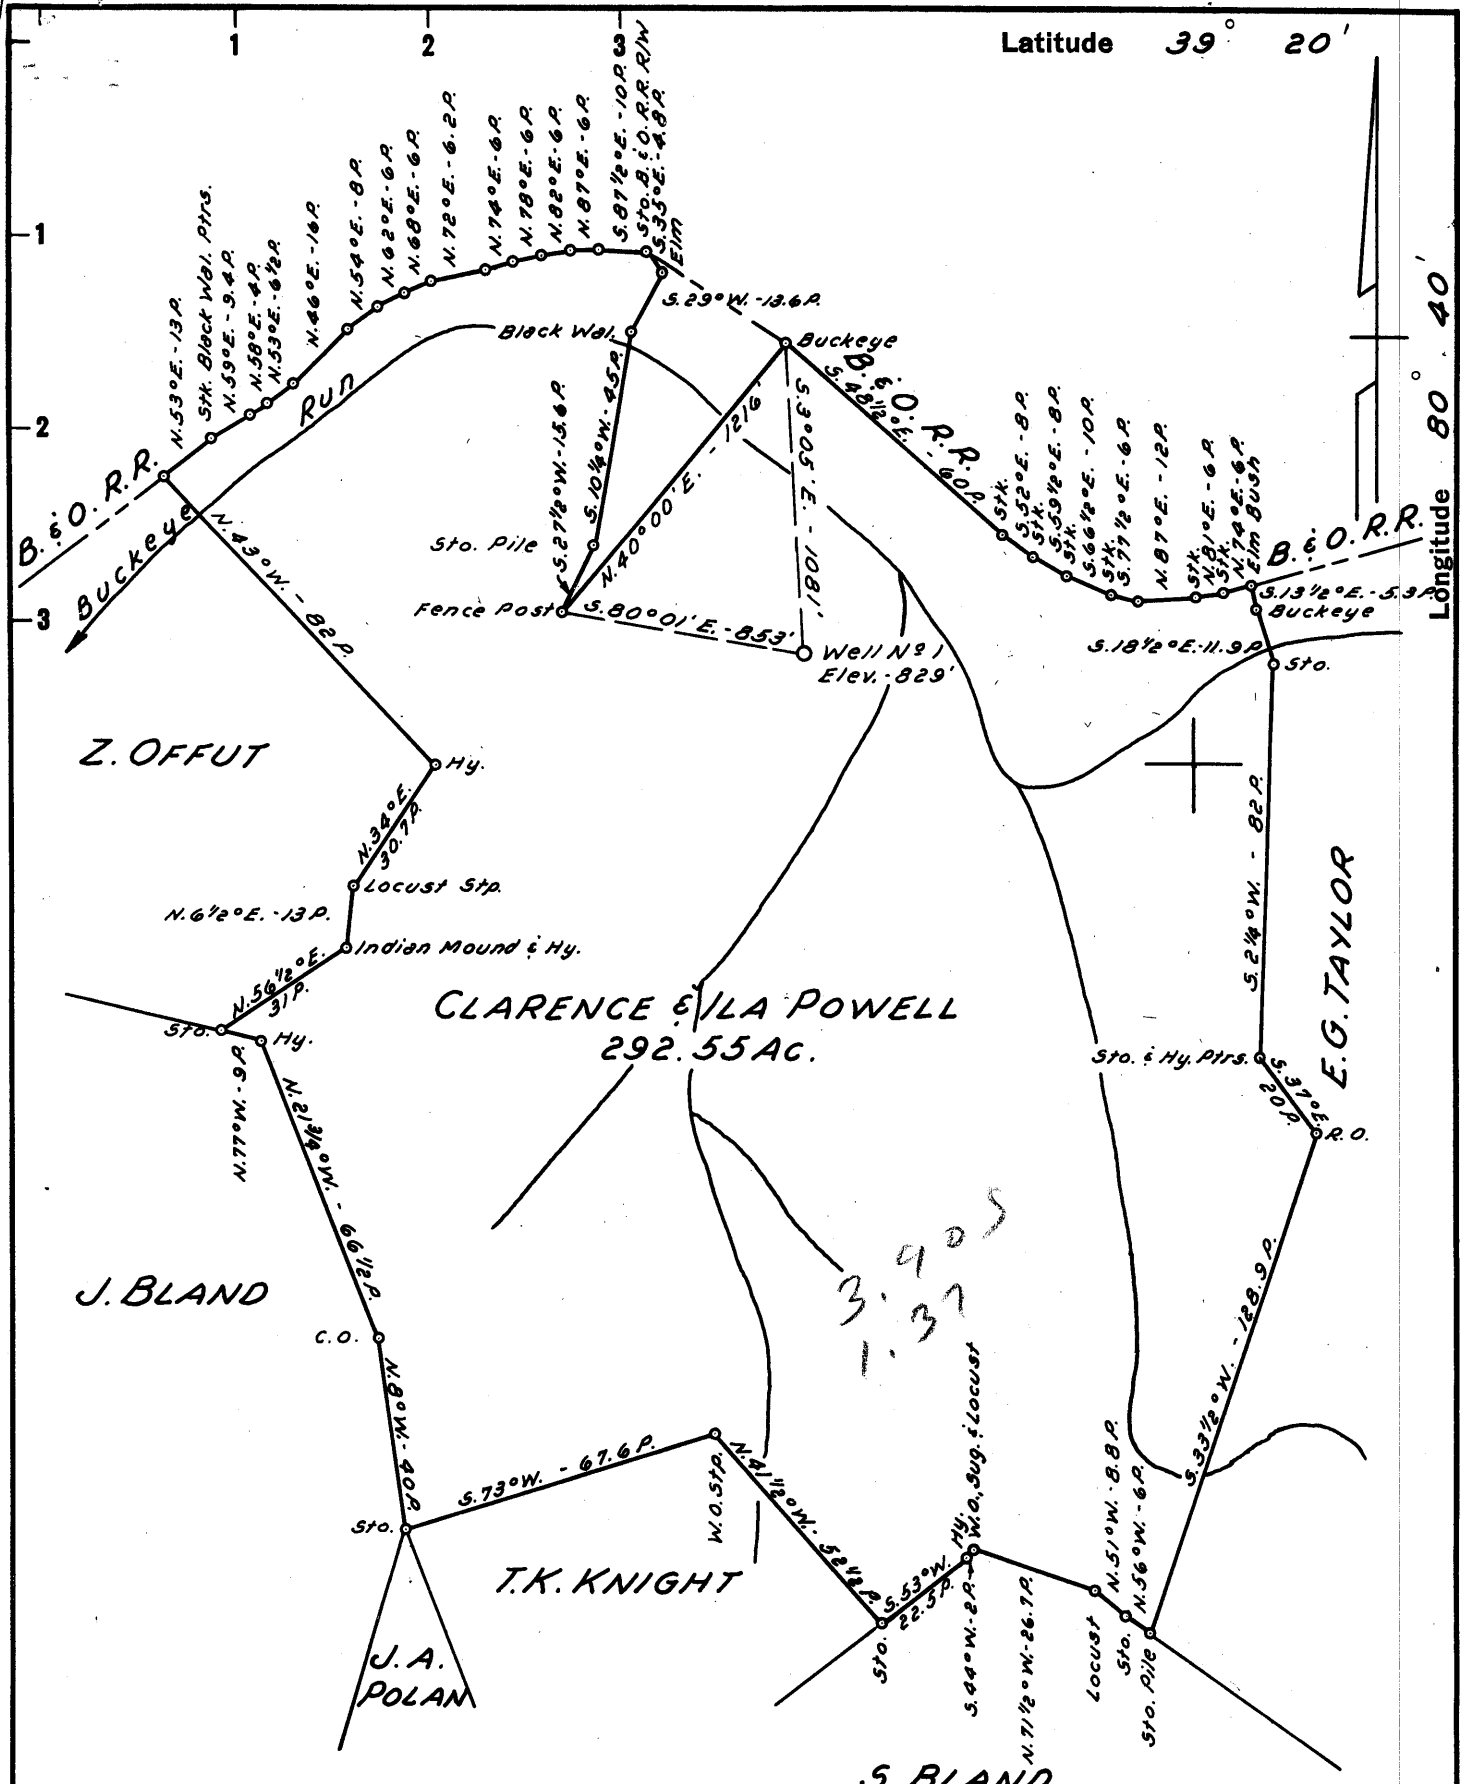 1
2
3
Latitude 39° 20'
1
2
3
Longitude 80° 40'
N.53°E.-13P.
Stk. Black Wal. Ptrs.
N.59°E.-9.4P.
N.58°E.-4P.
N.53°E.-6½P.
N.46°E.-16P.
N.54°E.-8P.
N.62°E.-6P.
N.68°E.-6P.
N.72°E.-6.2P.
N.74°E.-6P.
N.78°E.-6P.
N.82°E.-6P.
N.87°E.-6P.
S.87½°E.-10P.
Sto. B.&O.R.R. R/W
S.35°E.-4.8P.
Elm
S.29°W.-13.6P.
Black Wal.
S.10¼°W.-45P.
Sto. Pile
S.27½°W.-15.6P.
Fence Post
N.40°00'E. - 1216'
Buckeye
S.3°05'E. - 1081'
S.80°01'E.-853'
Well Nº 1
Elev.-829'
B. & O. R.R.
S.48½°E. - 60P.
Stk.
S.52°E.-8P.
Stk.
S.59½°E.-8P.
Stk.
S.66½°E.-10P.
Stk.
S.77½°E.-6P.
N.87°E.-12P.
Stk.
N.81°E.-6P.
Stk.
N.74°E.-6P.
Elm Bush
B. & O. R.R.
S.13½°E.-5.3P.
Buckeye
S.18½°E.-11.9P.
Sto.
S.2¼°W. - 82P.
E.G. TAYLOR
Sto. & Hy. Ptrs.
S.37°E.
20P.
R.O.
S.33½°W. - 128.9P.
B. & O. R.R.
Buckeye Run
N.43°W. - 82P.
Z. OFFUT
Hy.
N.34°E.
30.7P.
Locust Stp.
N.6½°E.-13P.
Indian Mound & Hy.
N.56½°E.
31P.
Sto.
Hy.
N.77°W.-9P.
CLARENCE & ILA POWELL
292.55AC.
N.21¾°W. - 66½P.
J. BLAND
C.O.
N.8°W.-40P.
Sto.
S.73°W. - 67.6P.
W.O. Stp.
N.41½°W.-52½P.
3.905
1.37
T.K. KNIGHT
J.A.
POLAN
Sto.
S.53°W.
22.5P.
Hy.
W.O., Sug. & Locust
S.44°W.-2P.
N.71½°W.-26.7P.
Locust
N.51°W.-8.8P.
Sto.
N.56°W.-6P.
Sto. Pile
S. BLAND